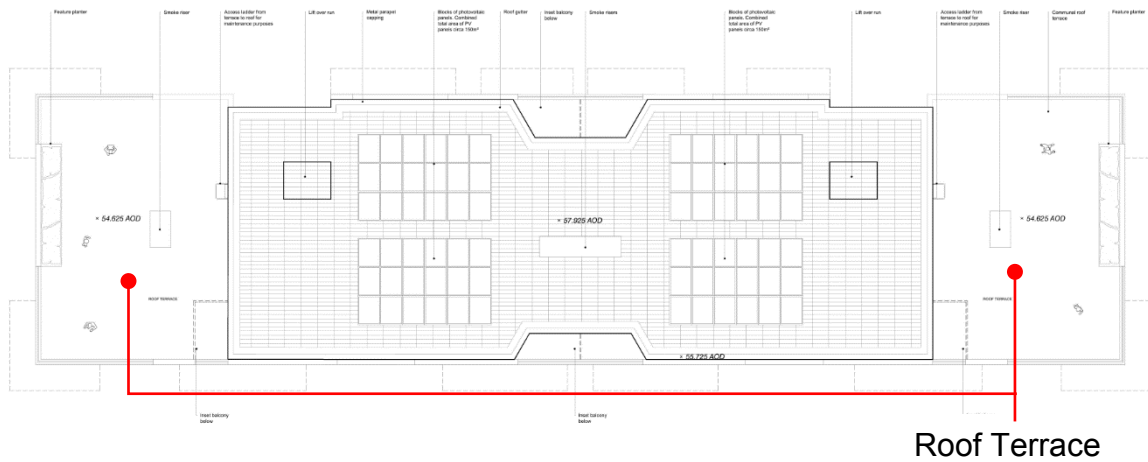 Feature planter
Smoke riser
Access ladder from
terrace to roof for
maintenance purposes
Lift over run
Metal parapet
capping
Blocks of photovoltaic
panels. Combined
total area of PV
panels circa 150m²
Roof gutter
Inset balcony
below
Smoke risers
Blocks of photovoltaic
panels. Combined
total area of PV
panels circa 150m²
Lift over run
Access ladder from
terrace to roof for
maintenance purposes
Smoke riser
Communal roof
terrace
Feature planter
× 54.625 AOD
× 57.925 AOD
× 54.625 AOD
ROOF TERRACE
ROOF TERRACE
× 55.725 AOD
Inset balcony
below
Inset balcony
below
Roof Terrace